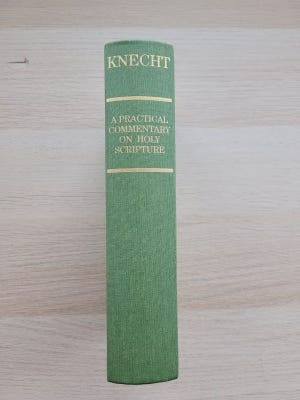 KNECHT
A PRACTICAL
COMMENTARY
ON HOLY
SCRIPTURE